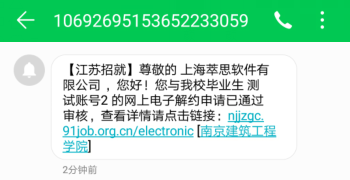 10692695153652233059
【江苏招就】尊敬的 上海萃思软件有
限公司 ，您好！您与我校毕业生 测
试账号2 的网上电子解约申请已通过
审核，查看详情请点击链接：njjzgc.
91job.org.cn/electronic [南京建筑工程
学院]
2分钟前